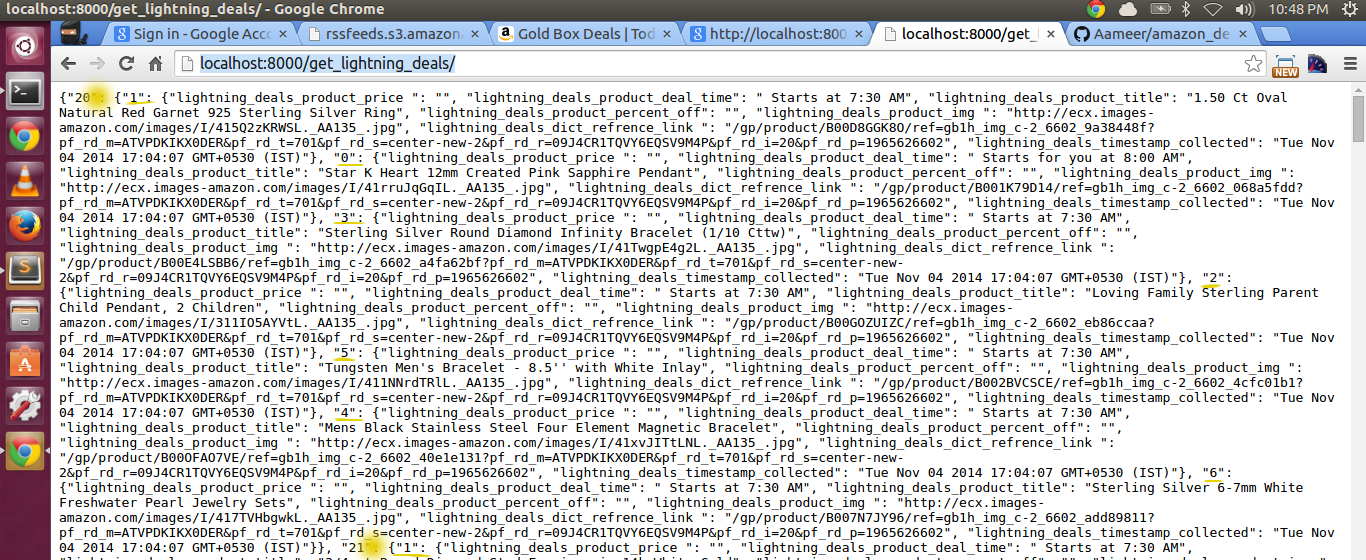 localhost:8000/get_lightning_deals/ - Google Chrome
10:48 PM
Sign in - Google Acco
rssfeeds.s3.amazona
Gold Box Deals | Tod
http://localhost:800
localhost:8000/get_
Aameer/amazon_de
localhost:8000/get_lightning_deals/
NEW
{"20": {"1": {"lightning_deals_product_price ": "", "lightning_deals_product_deal_time": " Starts at 7:30 AM", "lightning_deals_product_title": "1.50 Ct Oval
Natural Red Garnet 925 Sterling Silver Ring", "lightning_deals_product_percent_off": "", "lightning_deals_product_img ": "http://ecx.images-
amazon.com/images/I/415Q2zKRWSL._AA135_.jpg", "lightning_deals_dict_refrence_link ": "/gp/product/B00D8GGK8O/ref=gb1h_img_c-2_6602_9a38448f?
pf_rd_m=ATVPDKIKX0DER&pf_rd_t=701&pf_rd_s=center-new-2&pf_rd_r=09J4CR1TQVY6EQSV9M4P&pf_rd_i=20&pf_rd_p=1965626602", "lightning_deals_timestamp_collected": "Tue Nov
04 2014 17:04:07 GMT+0530 (IST)"}, "0": {"lightning_deals_product_price ": "", "lightning_deals_product_deal_time": " Starts for you at 8:00 AM",
"lightning_deals_product_title": "Star K Heart 12mm Created Pink Sapphire Pendant", "lightning_deals_product_percent_off": "", "lightning_deals_product_img ":
"http://ecx.images-amazon.com/images/I/41rruJqGqIL._AA135_.jpg", "lightning_deals_dict_refrence_link ": "/gp/product/B001K79D14/ref=gb1h_img_c-2_6602_068a5fdd?
pf_rd_m=ATVPDKIKX0DER&pf_rd_t=701&pf_rd_s=center-new-2&pf_rd_r=09J4CR1TQVY6EQSV9M4P&pf_rd_i=20&pf_rd_p=1965626602", "lightning_deals_timestamp_collected": "Tue Nov
04 2014 17:04:07 GMT+0530 (IST)"}, "3": {"lightning_deals_product_price ": "", "lightning_deals_product_deal_time": " Starts at 7:30 AM",
"lightning_deals_product_title": "Sterling Silver Round Diamond Infinity Bracelet (1/10 Cttw)", "lightning_deals_product_percent_off": "",
"lightning_deals_product_img ": "http://ecx.images-amazon.com/images/I/41TwgpE4g2L._AA135_.jpg", "lightning_deals_dict_refrence_link ":
"/gp/product/B00E4LSBB6/ref=gb1h_img_c-2_6602_a4fa62bf?pf_rd_m=ATVPDKIKX0DER&pf_rd_t=701&pf_rd_s=center-new-
2&pf_rd_r=09J4CR1TQVY6EQSV9M4P&pf_rd_i=20&pf_rd_p=1965626602", "lightning_deals_timestamp_collected": "Tue Nov 04 2014 17:04:07 GMT+0530 (IST)"}, "2":
{"lightning_deals_product_price ": "", "lightning_deals_product_deal_time": " Starts at 7:30 AM", "lightning_deals_product_title": "Loving Family Sterling Parent
Child Pendant, 2 Children", "lightning_deals_product_percent_off": "", "lightning_deals_product_img ": "http://ecx.images-
amazon.com/images/I/311IO5AYVtL._AA135_.jpg", "lightning_deals_dict_refrence_link ": "/gp/product/B00GOZUIZC/ref=gb1h_img_c-2_6602_eb86ccaa?
pf_rd_m=ATVPDKIKX0DER&pf_rd_t=701&pf_rd_s=center-new-2&pf_rd_r=09J4CR1TQVY6EQSV9M4P&pf_rd_i=20&pf_rd_p=1965626602", "lightning_deals_timestamp_collected": "Tue Nov
04 2014 17:04:07 GMT+0530 (IST)"}, "5": {"lightning_deals_product_price ": "", "lightning_deals_product_deal_time": " Starts at 7:30 AM",
"lightning_deals_product_title": "Tungsten Men's Bracelet - 8.5'' with White Inlay", "lightning_deals_product_percent_off": "", "lightning_deals_product_img ":
"http://ecx.images-amazon.com/images/I/411NNrdTRlL._AA135_.jpg", "lightning_deals_dict_refrence_link ": "/gp/product/B002BVCSCE/ref=gb1h_img_c-2_6602_4cfc01b1?
pf_rd_m=ATVPDKIKX0DER&pf_rd_t=701&pf_rd_s=center-new-2&pf_rd_r=09J4CR1TQVY6EQSV9M4P&pf_rd_i=20&pf_rd_p=1965626602", "lightning_deals_timestamp_collected": "Tue Nov
04 2014 17:04:07 GMT+0530 (IST)"}, "4": {"lightning_deals_product_price ": "", "lightning_deals_product_deal_time": " Starts at 7:30 AM",
"lightning_deals_product_title": "Mens Black Stainless Steel Four Element Magnetic Bracelet", "lightning_deals_product_percent_off": "",
"lightning_deals_product_img ": "http://ecx.images-amazon.com/images/I/41xvJITtLNL._AA135_.jpg", "lightning_deals_dict_refrence_link ":
"/gp/product/B00DFAO7VE/ref=gb1h_img_c-2_6602_40e1e131?pf_rd_m=ATVPDKIKX0DER&pf_rd_t=701&pf_rd_s=center-new-
2&pf_rd_r=09J4CR1TQVY6EQSV9M4P&pf_rd_i=20&pf_rd_p=1965626602", "lightning_deals_timestamp_collected": "Tue Nov 04 2014 17:04:07 GMT+0530 (IST)"}, "6":
{"lightning_deals_product_price ": "", "lightning_deals_product_deal_time": " Starts at 7:30 AM", "lightning_deals_product_title": "Sterling Silver 6-7mm White
Freshwater Pearl Jewelry Sets", "lightning_deals_product_percent_off": "", "lightning_deals_product_img ": "http://ecx.images-
amazon.com/images/I/417TVHbgwkL._AA135_.jpg", "lightning_deals_dict_refrence_link ": "/gp/product/B007N7JY96/ref=gb1h_img_c-2_6602_add89811?
pf_rd_m=ATVPDKIKX0DER&pf_rd_t=701&pf_rd_s=center-new-2&pf_rd_r=09J4CR1TQVY6EQSV9M4P&pf_rd_i=20&pf_rd_p=1965626602", "lightning_deals_timestamp_collected": "Tue Nov
04 2014 17:04:07 GMT+0530 (IST)"}}, "21": {"1": {"lightning_deals_product_price ": "", "lightning_deals_product_deal_time": " Starts at 7:30 AM",